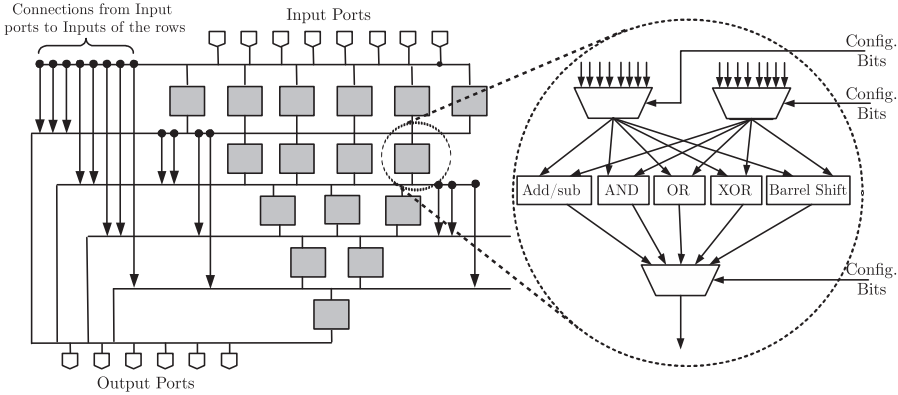 Connections from Input
ports to Inputs of the rows
Input Ports
Config.
Bits
Config.
Bits
Add/sub
AND
OR
XOR
Barrel Shift
Config.
Bits
Output Ports